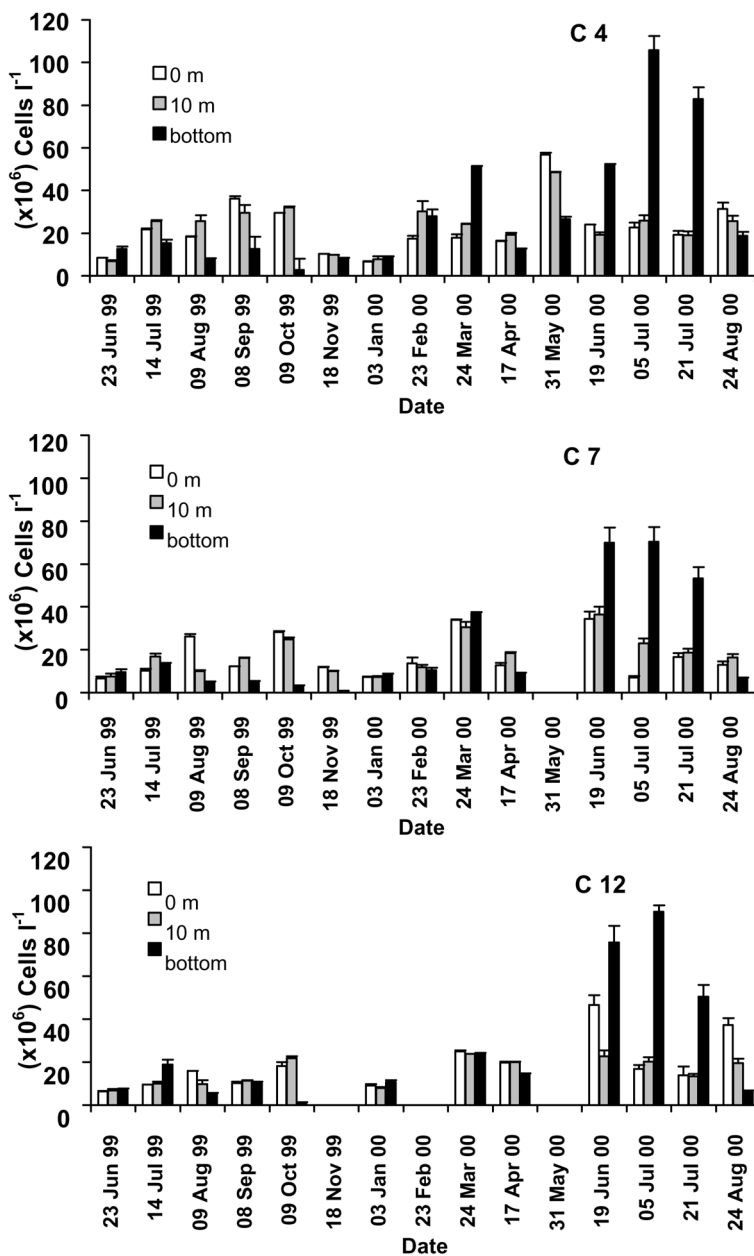 C 4
(x10⁶) Cells l⁻¹
120
100
80
60
40
20
0
0 m
10 m
bottom
23 Jun 99
14 Jul 99
09 Aug 99
08 Sep 99
09 Oct 99
18 Nov 99
03 Jan 00
23 Feb 00
24 Mar 00
17 Apr 00
31 May 00
19 Jun 00
05 Jul 00
21 Jul 00
24 Aug 00
Date
C 7
(x10⁶) Cells l⁻¹
120
100
80
60
40
20
0
0 m
10 m
bottom
23 Jun 99
14 Jul 99
09 Aug 99
08 Sep 99
09 Oct 99
18 Nov 99
03 Jan 00
23 Feb 00
24 Mar 00
17 Apr 00
31 May 00
19 Jun 00
05 Jul 00
21 Jul 00
24 Aug 00
Date
C 12
(x10⁶) Cells l⁻¹
120
100
80
60
40
20
0
0 m
10 m
bottom
23 Jun 99
14 Jul 99
09 Aug 99
08 Sep 99
09 Oct 99
18 Nov 99
03 Jan 00
23 Feb 00
24 Mar 00
17 Apr 00
31 May 00
19 Jun 00
05 Jul 00
21 Jul 00
24 Aug 00
Date